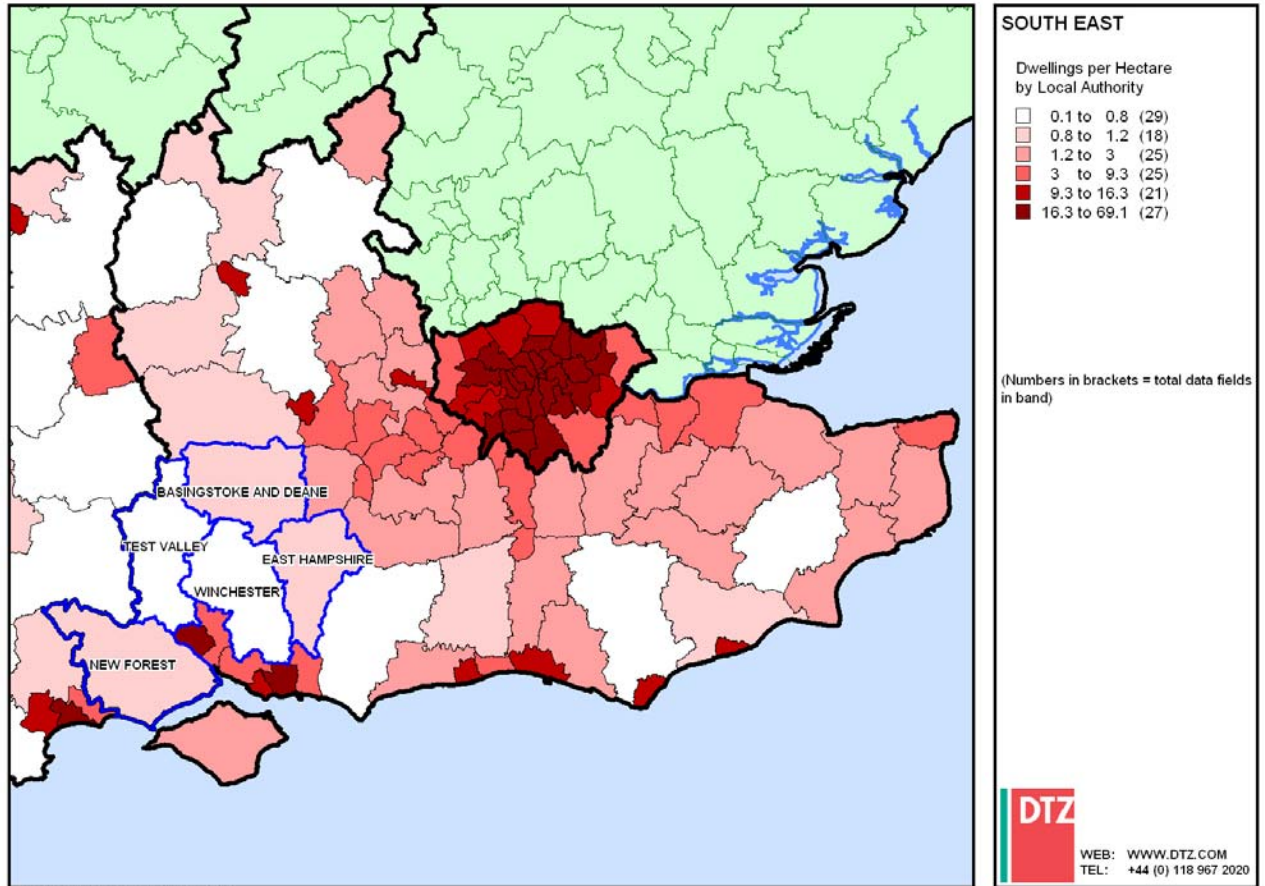 BASINGSTOKE AND DEANE
TEST VALLEY
EAST HAMPSHIRE
WINCHESTER
NEW FOREST
SOUTH EAST
Dwellings per Hectare
by Local Authority
0.1 to 0.8 (29)
0.8 to 1.2 (18)
1.2 to 3 (25)
3 to 9.3 (25)
9.3 to 16.3 (21)
16.3 to 69.1 (27)
(Numbers in brackets = total data fields
in band)
DTZ
WEB: WWW.DTZ.COM
TEL: +44 (0) 118 967 2020